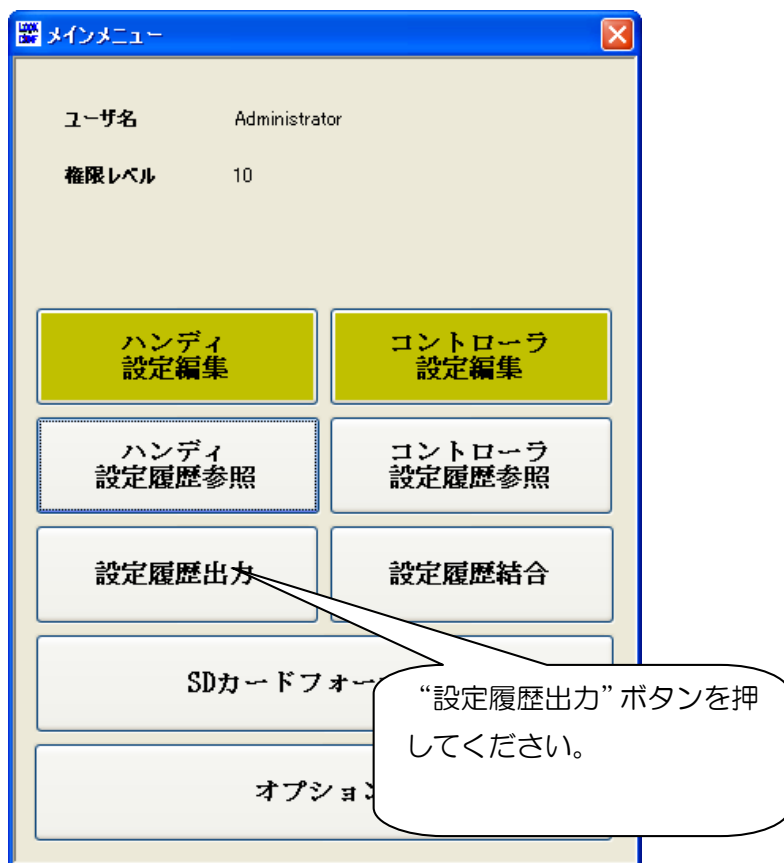 メインメニュー
ユーザ名 Administrator
権限レベル 10
ハンディ
設定編集
コントローラ
設定編集
ハンディ
設定履歴参照
コントローラ
設定履歴参照
設定履歴出力
設定履歴結合
SDカードフォー
オプション
“設定履歴出力”ボタンを押
してください。